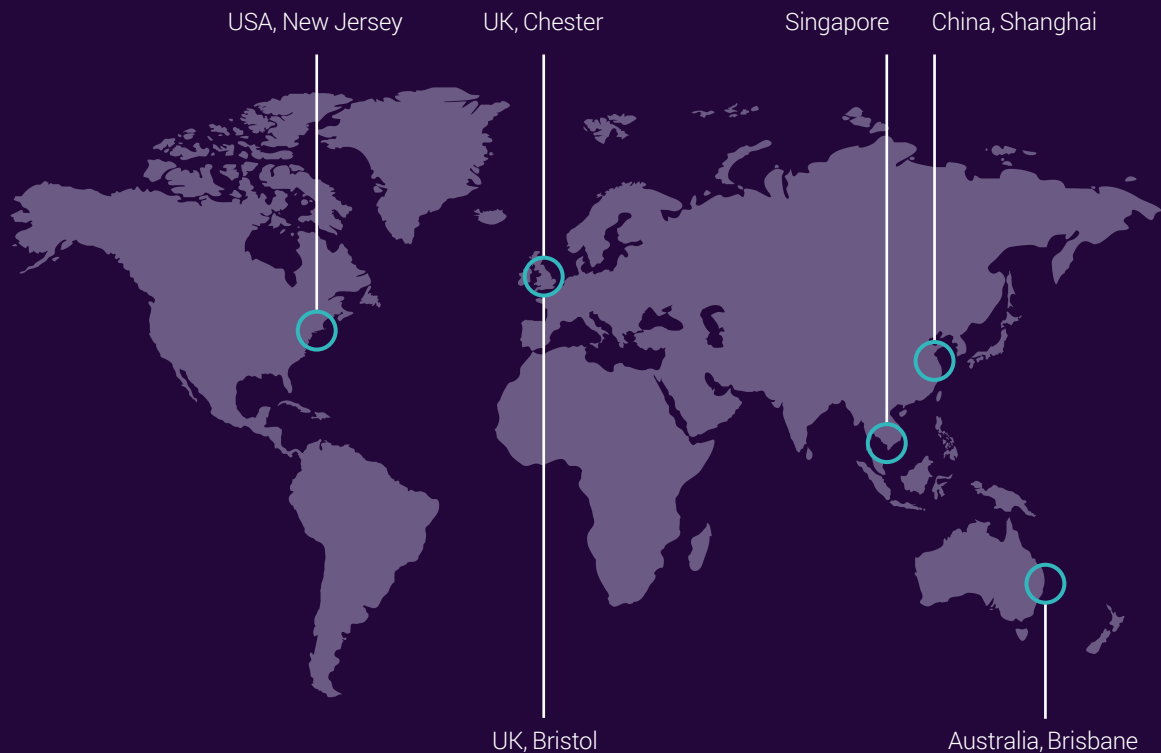 USA, New Jersey
UK, Chester
Singapore
China, Shanghai
UK, Bristol
Australia, Brisbane